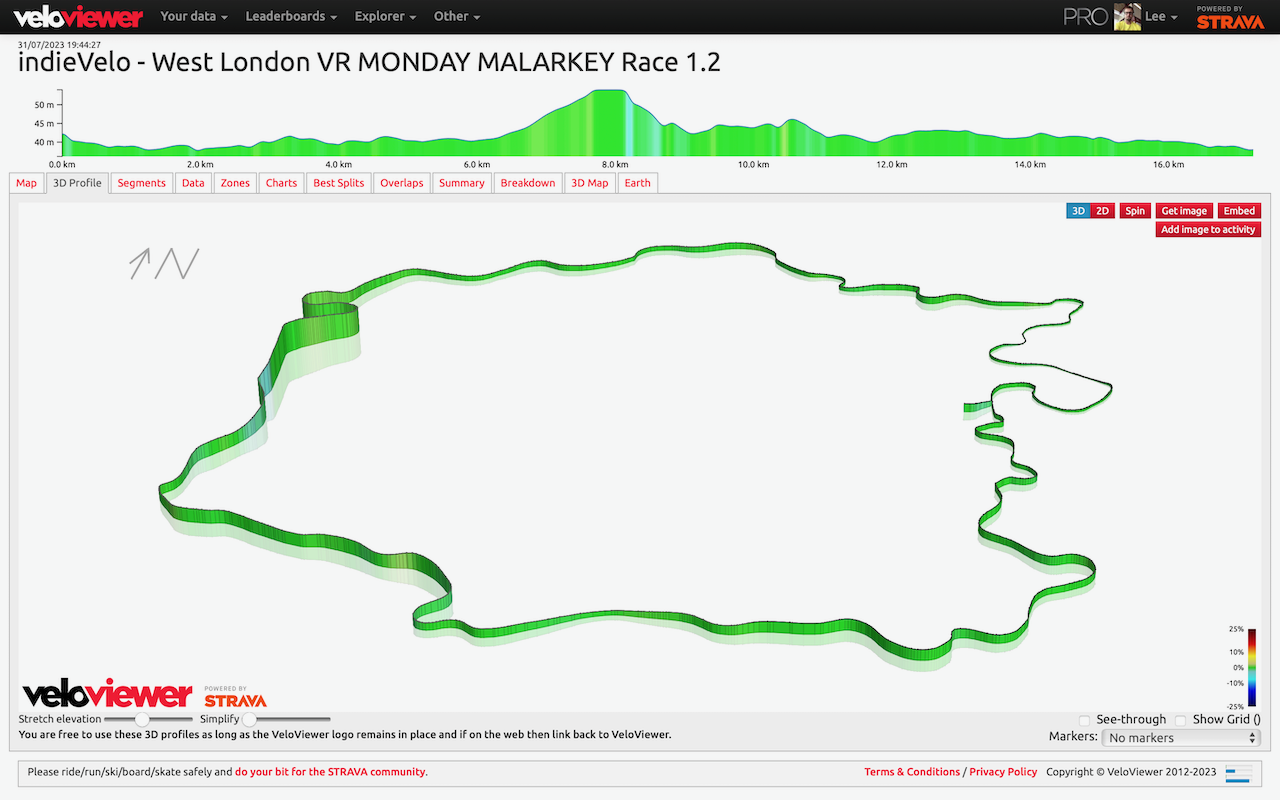 veloviewer Your data Leaderboards Explorer Other PRO Lee POWERED BY STRAVA
31/07/2023 19:44:27
indieVelo - West London VR MONDAY MALARKEY Race 1.2
50 m
45 m
40 m
0.0 km 2.0 km 4.0 km 6.0 km 8.0 km 10.0 km 12.0 km 14.0 km 16.0 km
Map 3D Profile Segments Data Zones Charts Best Splits Overlaps Summary Breakdown 3D Map Earth
3D 2D Spin Get image Embed
Add image to activity
N
25%
10%
0%
-10%
-25%
veloviewer POWERED BY STRAVA
Stretch elevation Simplify See-through Show Grid ()
You are free to use these 3D profiles as long as the VeloViewer logo remains in place and if on the web then link back to VeloViewer.
Markers: No markers
Please ride/run/ski/board/skate safely and do your bit for the STRAVA community. Terms & Conditions / Privacy Policy Copyright © VeloViewer 2012-2023